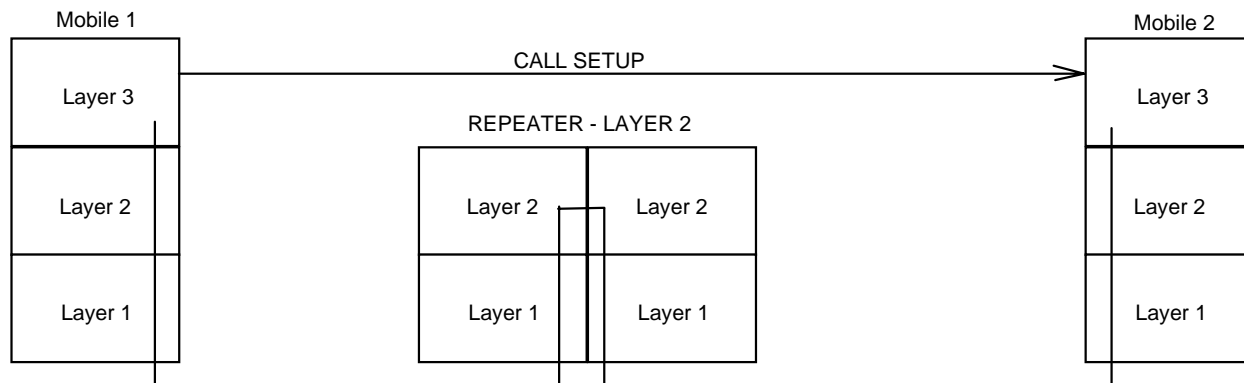 Mobile 1
Mobile 2
CALL SETUP
Layer 3
Layer 3
REPEATER - LAYER 2
Layer 2
Layer 2
Layer 2
Layer 2
Layer 1
Layer 1
Layer 1
Layer 1